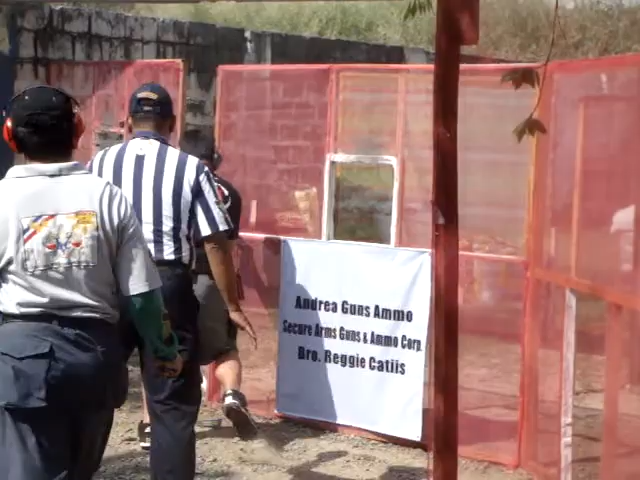 Andrea Guns Ammo
Secure Arms Guns & Ammo Corp.
Bro. Reggie Catiis